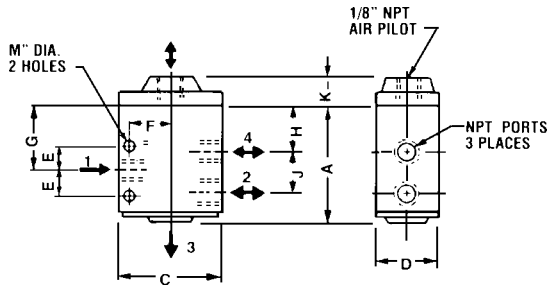 1/8" NPT
AIR PILOT
M" DIA.
2 HOLES
K
F
G
H
4
NPT PORTS
3 PLACES
E
1
J
A
2
E
3
C
D